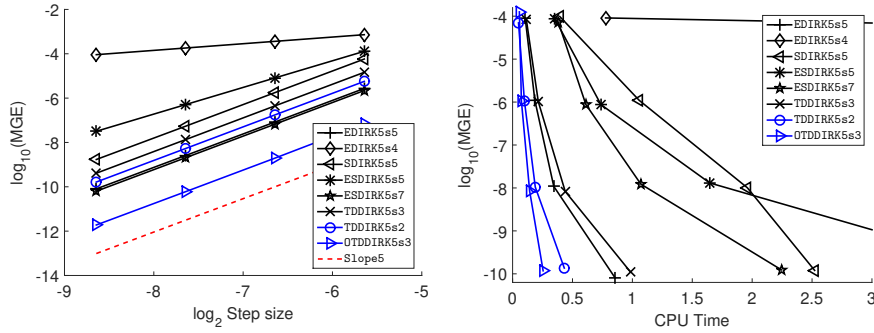 -2
-4
-6
-8
-10
-12
-14
-9
-8
-7
-6
-5
log10(MGE)
log2 Step size
EDIRK5s5
EDIRK5s4
SDIRK5s5
ESDIRK5s5
ESDIRK5s7
TDDIRK5s3
TDDIRK5s2
OTDDIRK5s3
Slope5
-4
-5
-6
-7
-8
-9
-10
0
0.5
1
1.5
2
2.5
3
log10(MGE)
CPU Time
EDIRK5s5
EDIRK5s4
SDIRK5s5
ESDIRK5s5
ESDIRK5s7
TDDIRK5s3
TDDIRK5s2
OTDDIRK5s3